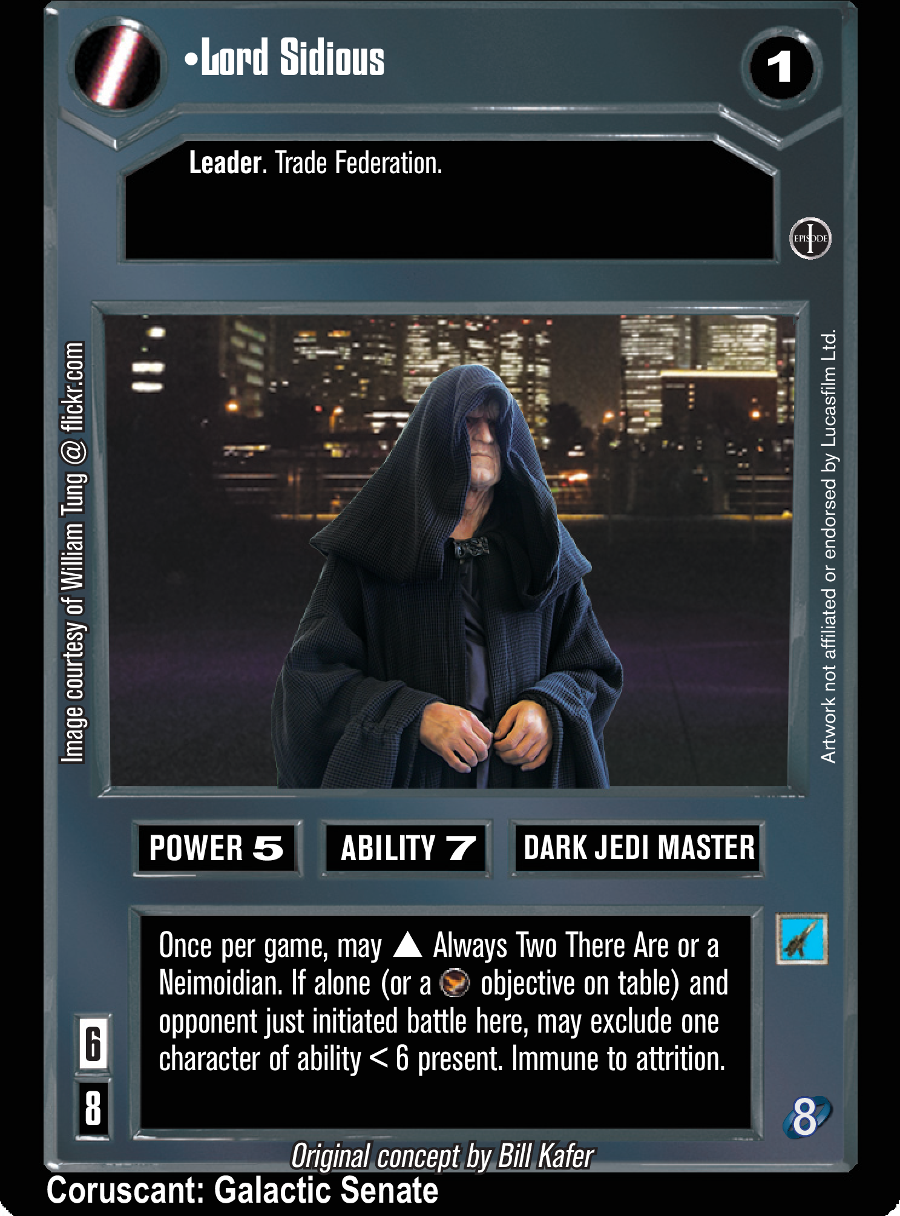 •Lord Sidious
1
Leader. Trade Federation.
EPISODE I
Image courtesy of William Tung @ flickr.com
Artwork not affiliated or endorsed by Lucasfilm Ltd.
POWER 5
ABILITY 7
DARK JEDI MASTER
Once per game, may ▲ Always Two There Are or a
Neimoidian. If alone (or a objective on table) and
opponent just initiated battle here, may exclude one
character of ability < 6 present. Immune to attrition.
6
8
8
Original concept by Bill Kafer
Coruscant: Galactic Senate